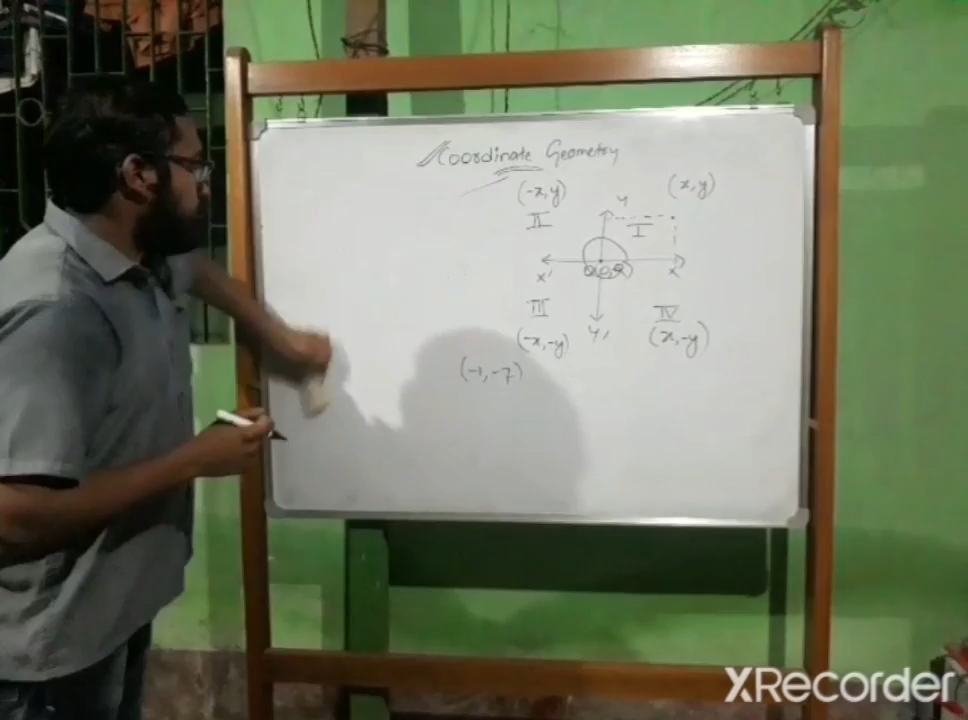 Coordinate Geometry
(-x, y) (x, y)
II y I
x' x
III IV
(-x, -y) y' (x, -y)
(-1, -7)
XRecorder